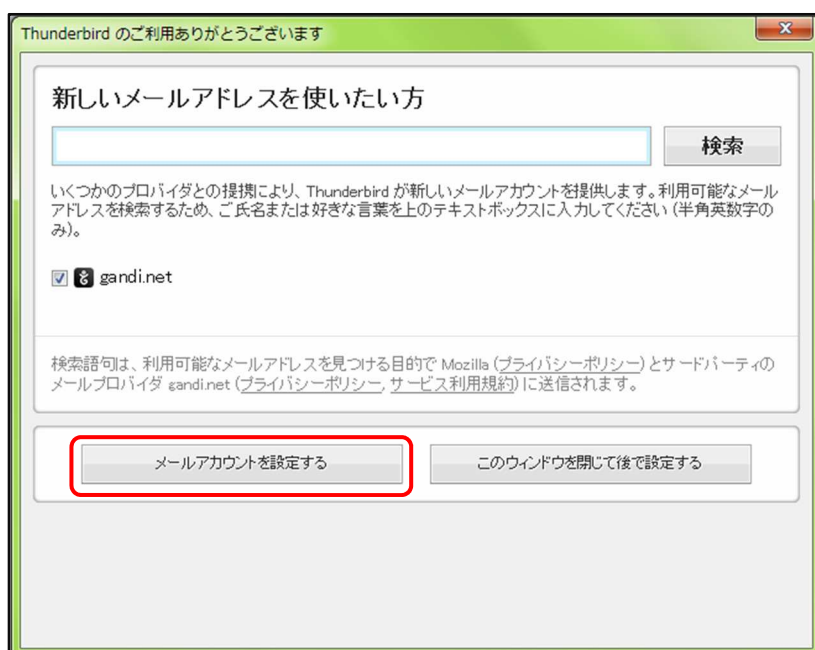 Thunderbird のご利用ありがとうございます
新しいメールアドレスを使いたい方
検索
いくつかのプロバイダとの提携により、Thunderbird が新しいメールアカウントを提供します。利用可能なメール
アドレスを検索するため、ご氏名または好きな言葉を上のテキストボックスに入力してください (半角英数字の
み)。
gandi.net
検索語句は、利用可能なメールアドレスを見つける目的で Mozilla (プライバシーポリシー) とサードパーティの
メールプロバイダ gandi.net (プライバシーポリシー, サービス利用規約) に送信されます。
メールアカウントを設定する
このウィンドウを閉じて後で設定する